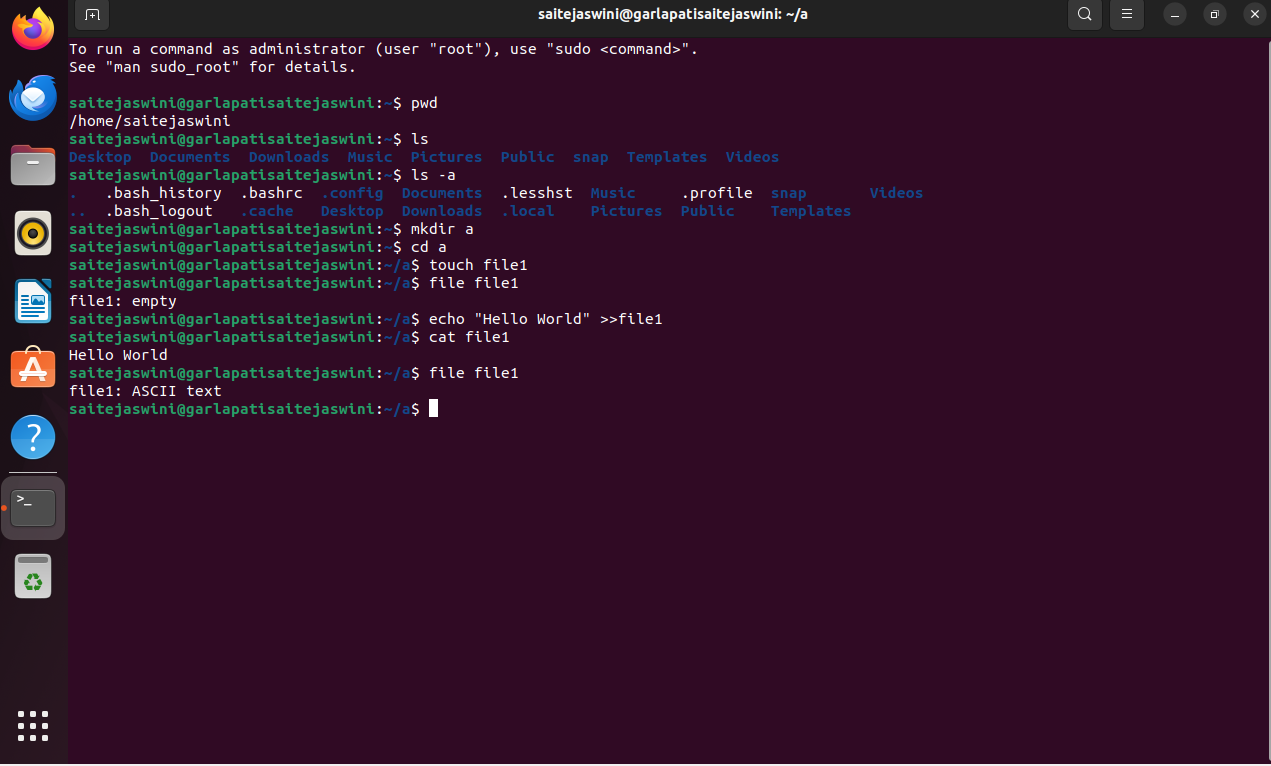 saitejaswini@garlapatisaitejaswini: ~/a
To run a command as administrator (user "root"), use "sudo <command>".
See "man sudo_root" for details.
saitejaswini@garlapatisaitejaswini:~$ pwd
/home/saitejaswini
saitejaswini@garlapatisaitejaswini:~$ ls
Desktop  Documents  Downloads  Music  Pictures  Public  snap  Templates  Videos
saitejaswini@garlapatisaitejaswini:~$ ls -a
.   .bash_history  .bashrc  .config  Documents  .lesshst  Music     .profile  snap       Videos
..  .bash_logout   .cache   Desktop  Downloads  .local    Pictures  Public    Templates
saitejaswini@garlapatisaitejaswini:~$ mkdir a
saitejaswini@garlapatisaitejaswini:~$ cd a
saitejaswini@garlapatisaitejaswini:~/a$ touch file1
saitejaswini@garlapatisaitejaswini:~/a$ file file1
file1: empty
saitejaswini@garlapatisaitejaswini:~/a$ echo "Hello World" >>file1
saitejaswini@garlapatisaitejaswini:~/a$ cat file1
Hello World
saitejaswini@garlapatisaitejaswini:~/a$ file file1
file1: ASCII text
saitejaswini@garlapatisaitejaswini:~/a$